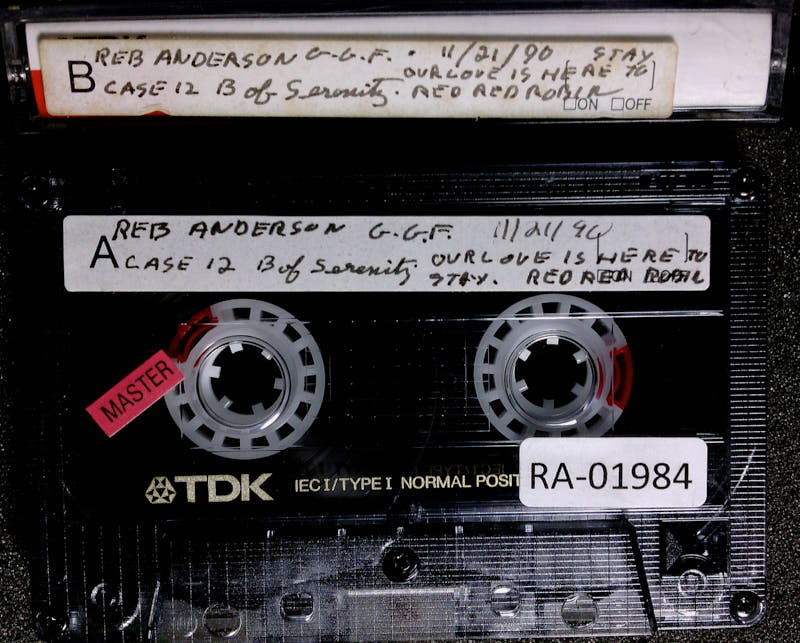 B REB ANDERSON G.G.F. · 11/21/90 STAY
OUR LOVE IS HERE TO
CASE 12 B of Serenity. RED RED ROBIN
☐ON ☐OFF
A REB ANDERSON G.G.F. 11/21/90
CASE 12 B of Serenity OUR LOVE IS HERE TO
STAY. RED RED ROBIN
MASTER
RA-01984
TDK IEC I/TYPE I NORMAL POSIT